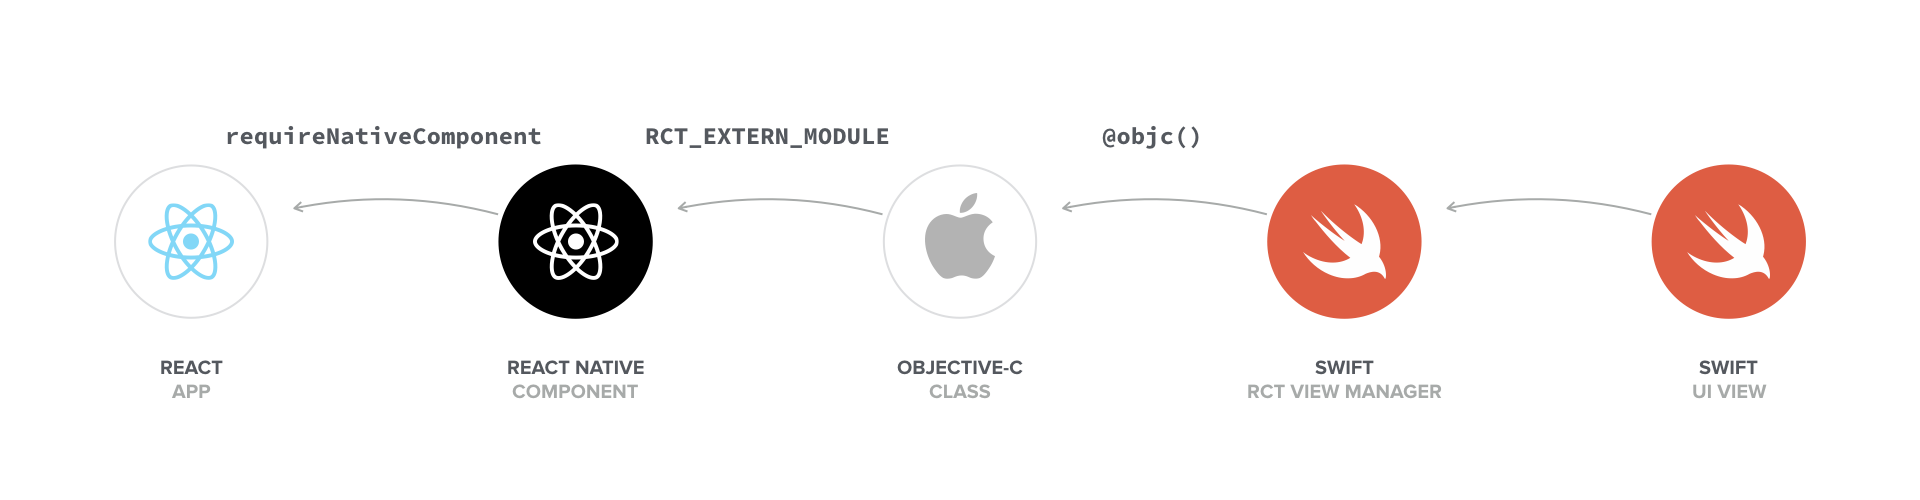 requireNativeComponent
RCT_EXTERN_MODULE
@objc()
REACT
APP
REACT NATIVE
COMPONENT
OBJECTIVE-C
CLASS
SWIFT
RCT VIEW MANAGER
SWIFT
UI VIEW